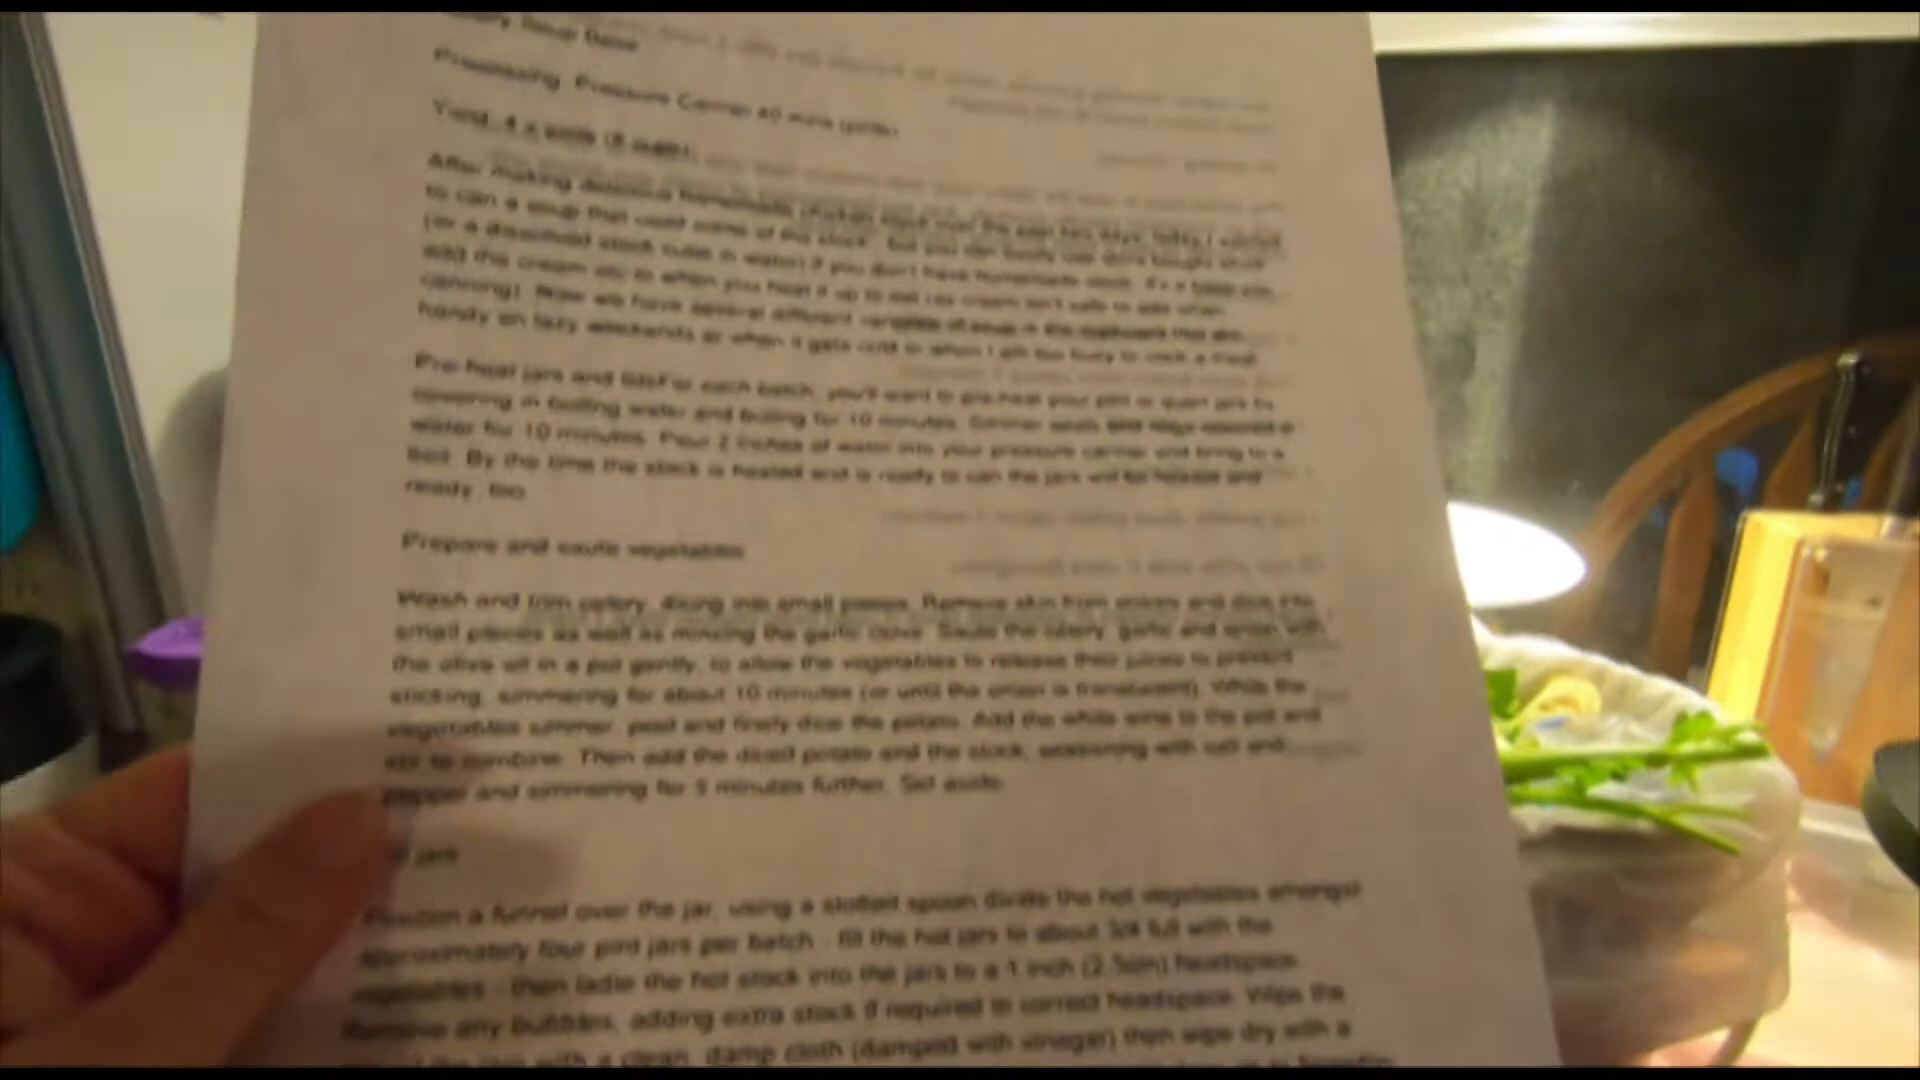 Soup Base
Processing: Pressure Canner 40 mins (pints)
Yield: 4 x pints (8 cups)
After making delicious homemade chicken stock over the past two days, today I wanted
to can a soup that used some of the stock, but you can easily use store bought stock
(or a dissolved stock cube in water) if you don't have homemade stock. It's a base
add the cream etc to when you heat it up to eat cream isn't safe to use when
canning). Now we have several different varieties of soup in the cupboard that are
handy on lazy weekends or when it gets cold or when I am too busy to cook a meal
Pre-heat jars and lids For each batch, you'll want to pre-heat your pint or quart jars by
covering in boiling water and boiling for 10 minutes. Simmer seals and rings
water for 10 minutes. Pour 2 inches of water into your pressure canner and bring to a
boil. By the time the stock is heated and is ready to can the jars will be heated and
ready, too
Prepare and saute vegetables
Wash and trim celery, dicing into small pieces. Remove skin from onions and dice into
small pieces as well as mincing the garlic clove. Saute the celery, garlic and onion with
the olive oil in a pot gently, to allow the vegetables to release their juices to prevent
sticking, simmering for about 10 minutes (or until the onion is translucent). While the
vegetables simmer, peel and finely dice the potato. Add the white wine to the pot and
stir to combine. Then add the diced potato and the stock, seasoning with salt and
pepper and simmering for 5 minutes further. Set aside.
jars
Position a funnel over the jar, using a slotted spoon divide the hot vegetables amongst
approximately four pint jars per batch - fill the hot jars to about 3/4 full with the
vegetables - then ladle the hot stock into the jars to a 1 inch (2.5cm) headspace.
Remove any bubbles, adding extra stock if required to correct headspace. Wipe the
with a clean, damp cloth (damped with vinegar) then wipe dry with a